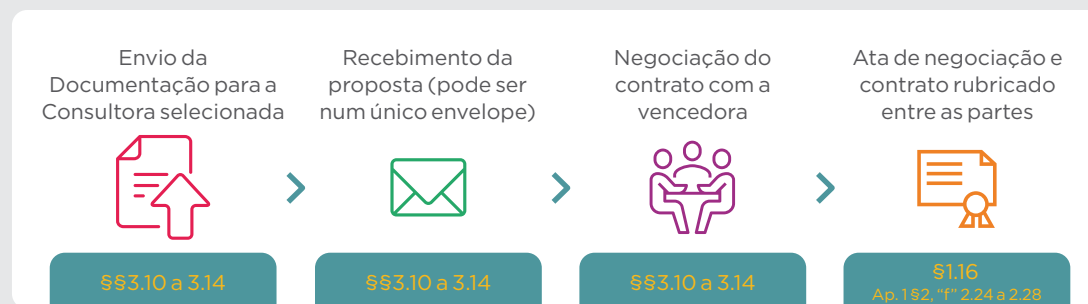 Envio da
Documentação para a
Consultora selecionada
Recebimento da
proposta (pode ser
num único envelope)
Negociação do
contrato com a
vencedora
Ata de negociação e
contrato rubricado
entre as partes
§§3.10 a 3.14
§§3.10 a 3.14
§§3.10 a 3.14
§1.16
Ap. 1 §2, “f” 2.24 a 2.28